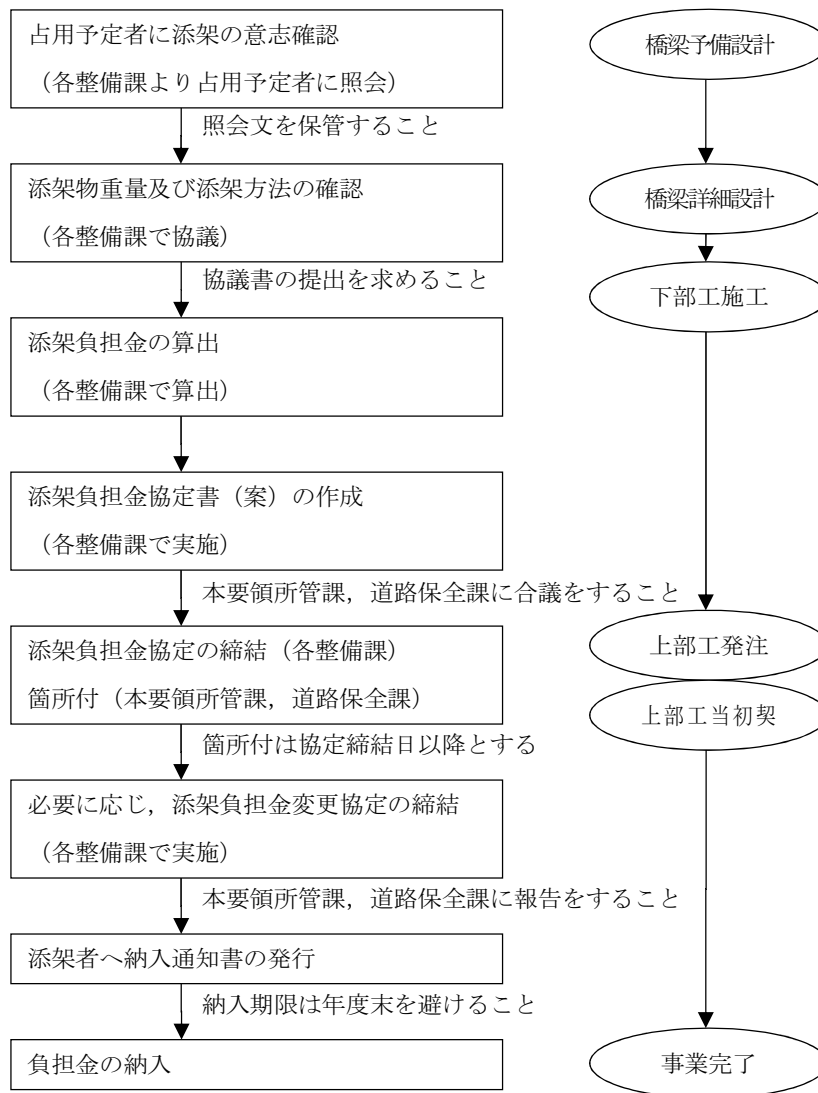 占用予定者に添架の意志確認
（各整備課より占用予定者に照会）
照会文を保管すること
添架物重量及び添架方法の確認
（各整備課で協議）
協議書の提出を求めること
添架負担金の算出
（各整備課で算出）
添架負担金協定書（案）の作成
（各整備課で実施）
本要領所管課，道路保全課に合議をすること
添架負担金協定の締結（各整備課）
箇所付（本要領所管課，道路保全課）
箇所付は協定締結日以降とする
必要に応じ，添架負担金変更協定の締結
（各整備課で実施）
本要領所管課，道路保全課に報告をすること
添架者へ納入通知書の発行
納入期限は年度末を避けること
負担金の納入
橋梁予備設計
橋梁詳細設計
下部工施工
上部工発注
上部工当初契
事業完了